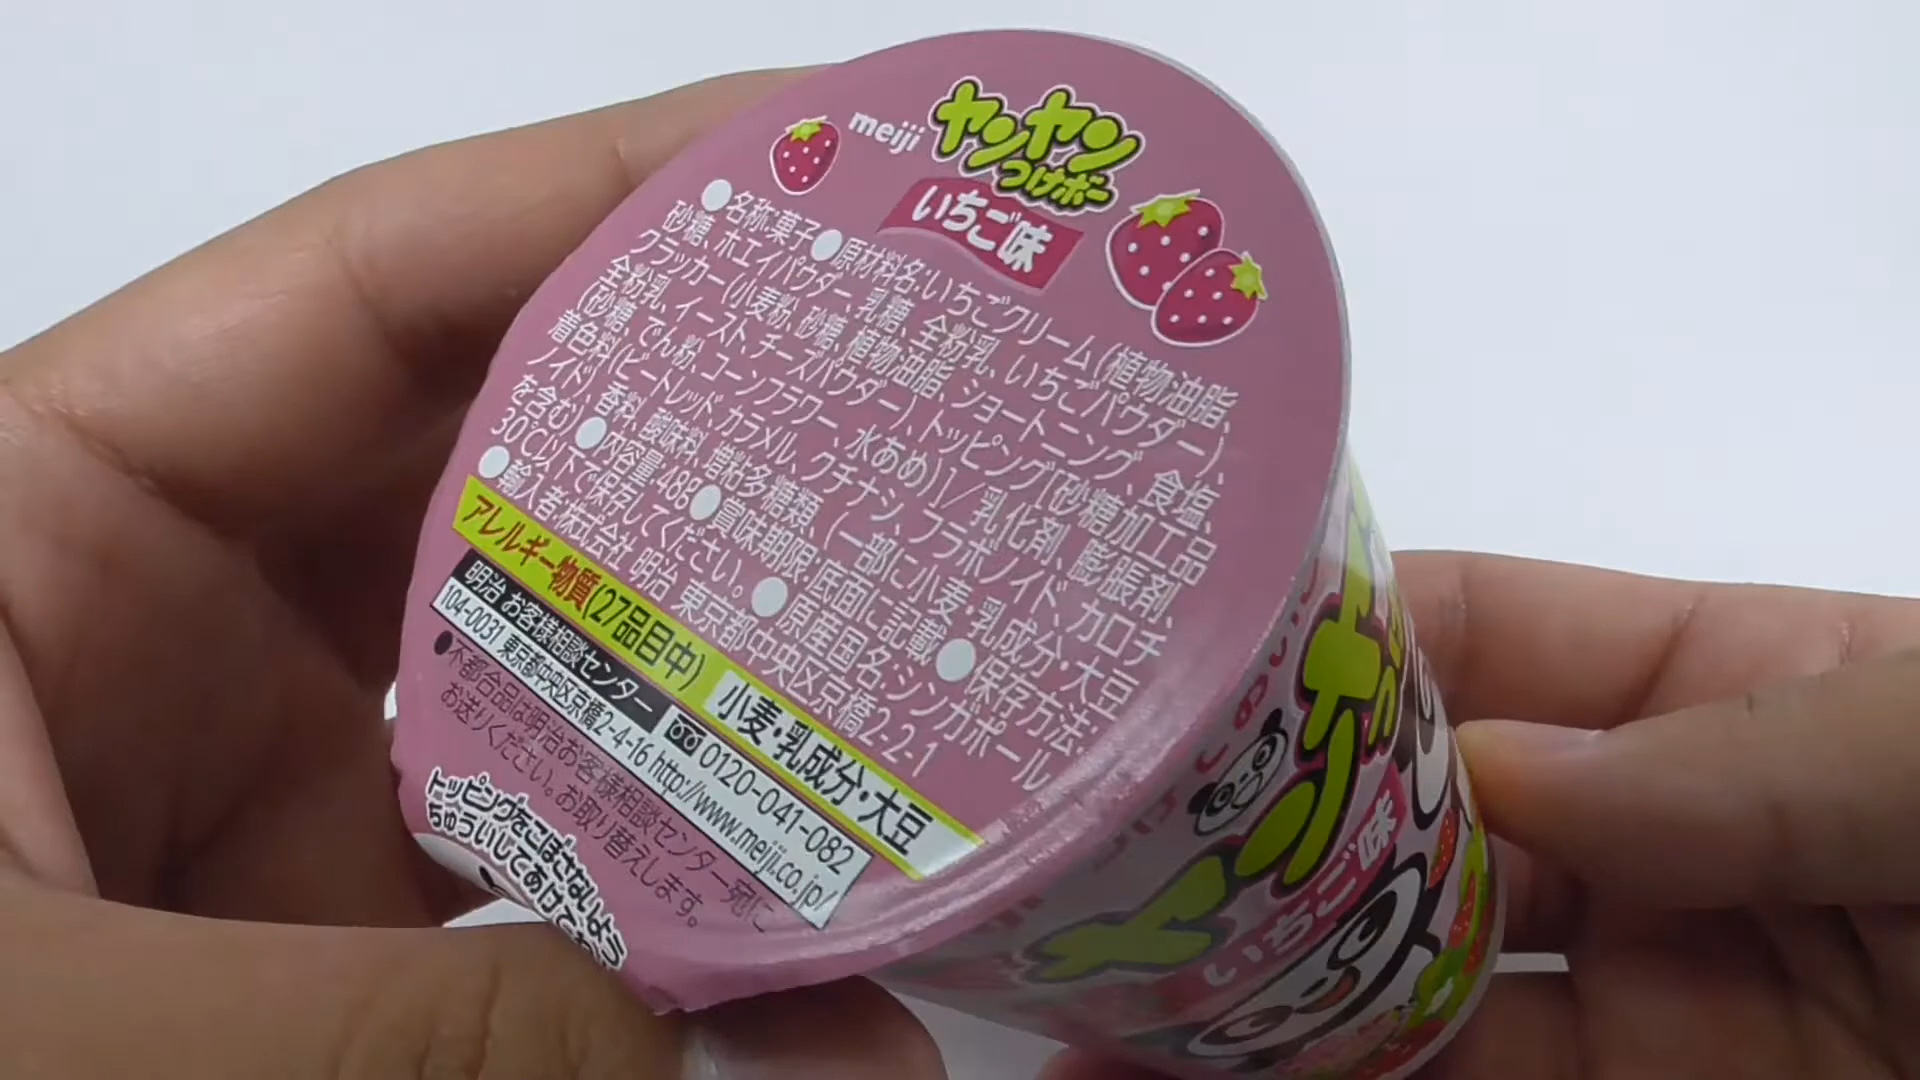 meiji
ヤンヤン
つけボー
いちご味
●名称:菓子●原材料名:いちごクリーム(植物油脂、
砂糖、ホエイパウダー、乳糖、全粉乳、いちごパウダー)、
クラッカー(小麦粉、砂糖、植物油脂、ショートニング、食塩、
全粉乳、イースト、チーズパウダー)、トッピング[砂糖加工品
(砂糖、でん粉、コーンフラワー、水あめ)]/乳化剤、膨脹剤、
着色料(ビートレッド、カラメル、クチナシ、フラボノイド、カロチ
ノイド)、香料、酸味料、増粘多糖類、(一部に小麦・乳成分・大豆
を含む)●内容量:48g●賞味期限:底面に記載●保存方法:
30℃以下で保存してください。●原産国名:シンガポール
●輸入者:株式会社 明治 東京都中央区京橋2-2-1
アレルギー物質(27品目中) 小麦・乳成分・大豆
明治 お客様相談センター 0120-041-082
104-0031 東京都中央区京橋2-4-16 http://www.meiji.co.jp/
●不都合品は明治お客様相談センター宛に
お送りください。お取り替えします。
トッピングをこぼさないよう
ちゅういしてあけてね
ヤンヤン
いちご味